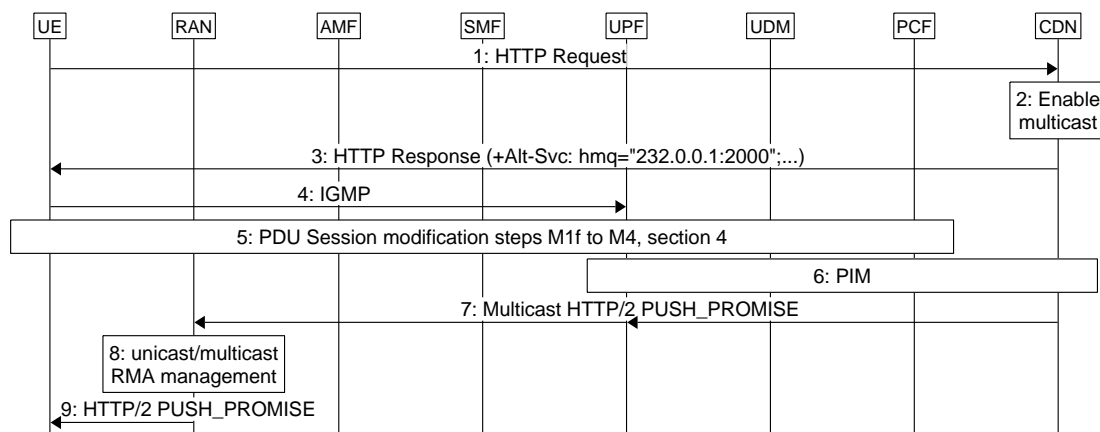 UE RAN AMF SMF UPF UDM PCF CDN
1: HTTP Request
2: Enable
multicast
3: HTTP Response (+Alt-Svc: hmq="232.0.0.1:2000";...)
4: IGMP
5: PDU Session modification steps M1f to M4, section 4
6: PIM
7: Multicast HTTP/2 PUSH_PROMISE
8: unicast/multicast
RMA management
9: HTTP/2 PUSH_PROMISE